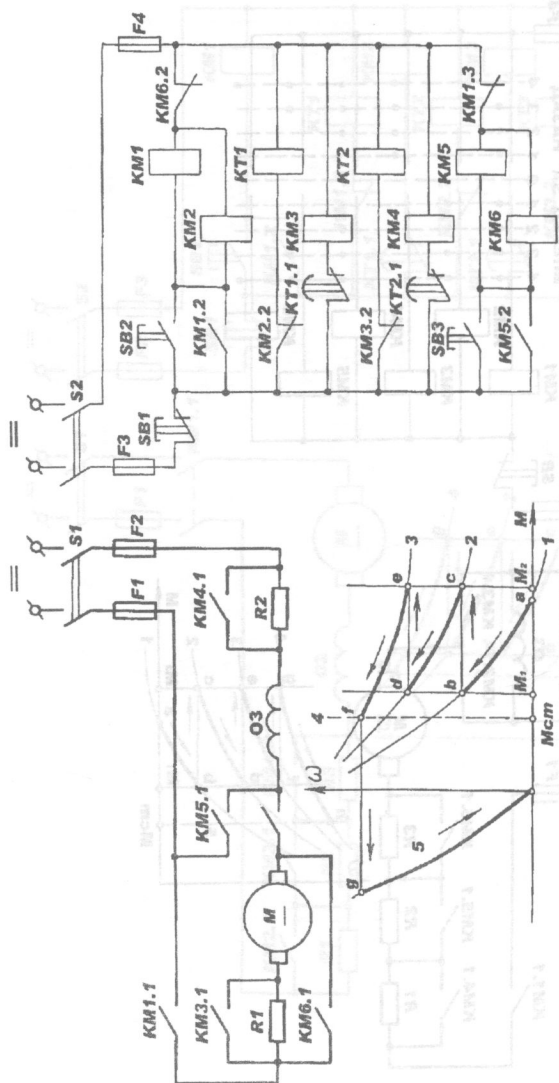 S1
F1
F2
KM1.1
KM5.1
KM4.1
KM3.1
R1
M
KM6.1
O3
R2
S2
F3
F4
SB1
SB2
KM1
KM6.2
KM1.2
KM2
KM2.2
KT1
KT1.1
KM3
KM3.2
KT2
KT2.1
KM4
SB3
KM5
KM1.3
KM5.2
KM6
ω
4
g
f
e
3
5
d
c
2
b
a
1
M₁
M₂
M
Mcm